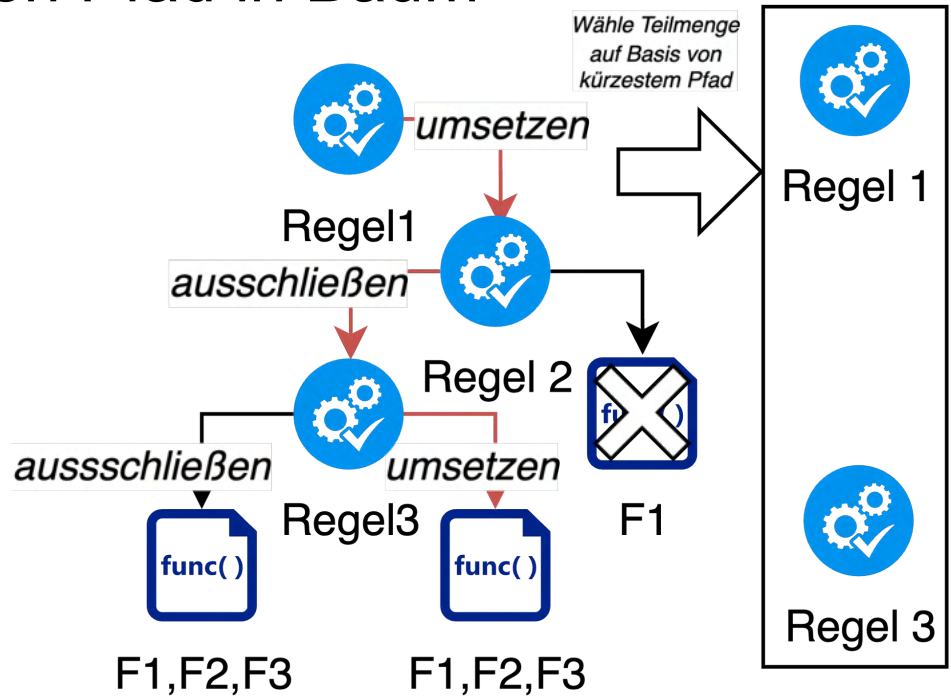 Wähle Teilmenge
auf Basis von
kürzestem Pfad
umsetzen
Regel 1
Regel1
ausschließen
Regel 2
aussschließen
umsetzen
Regel3
F1
func( )
func( )
Regel 3
F1,F2,F3
F1,F2,F3